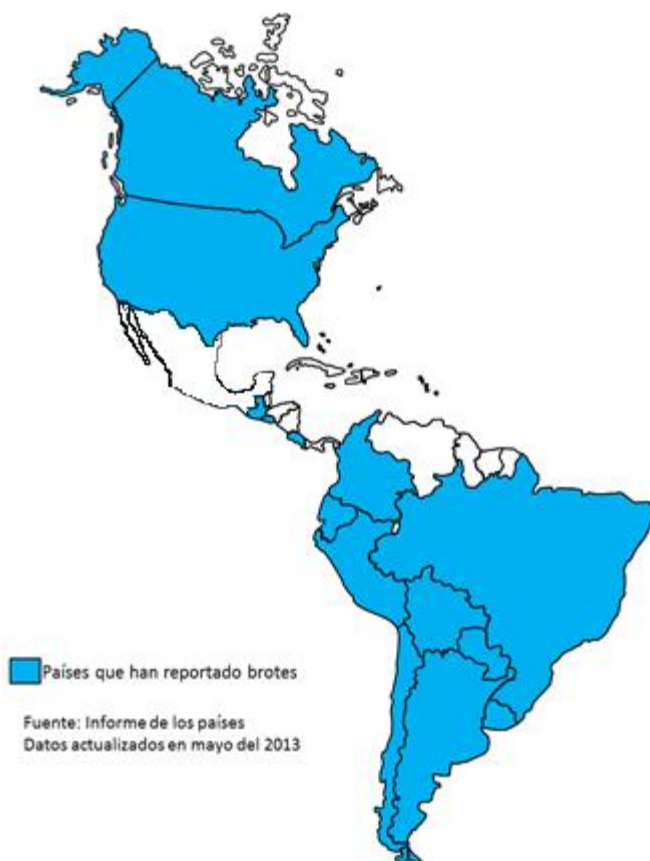 Países que han reportado brotes
Fuente: Informe de los países
Datos actualizados en mayo del 2013